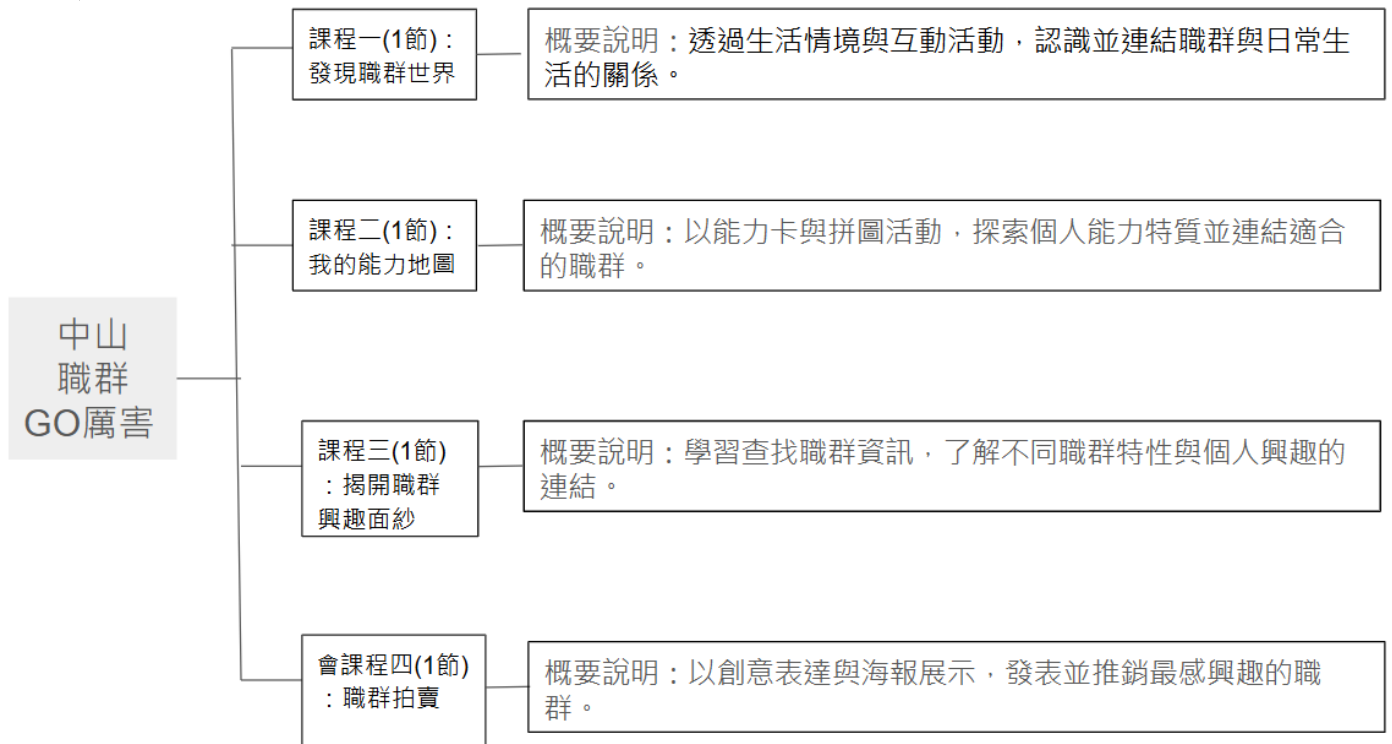 課程一(1節)：
發現職群世界
概要說明：透過生活情境與互動活動，認識並連結職群與日常生
活的關係。
課程二(1節)：
我的能力地圖
概要說明：以能力卡與拼圖活動，探索個人能力特質並連結適合
的職群。
中山
職群
GO厲害
課程三(1節)
：揭開職群
興趣面紗
概要說明：學習查找職群資訊，了解不同職群特性與個人興趣的
連結。
會課程四(1節)
：職群拍賣
概要說明：以創意表達與海報展示，發表並推銷最感興趣的職
群。